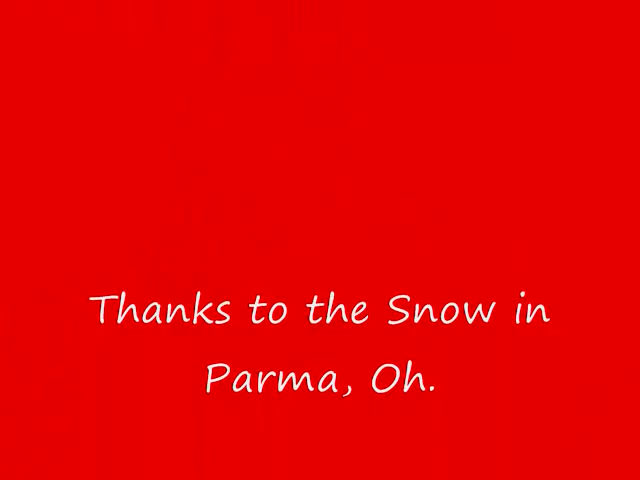 Thanks to the Snow in
Parma, Oh.